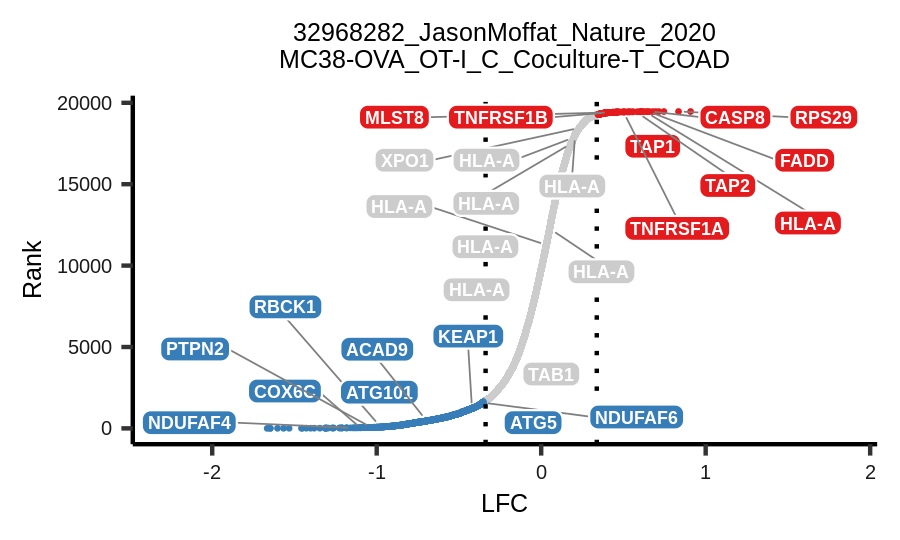 32968282_JasonMoffat_Nature_2020
MC38-OVA_OT-I_C_Coculture-T_COAD
20000
MLST8
TNFRSF1B
CASP8
RPS29
XPO1
HLA-A
TAP1
FADD
15000
HLA-A
TAP2
HLA-A
HLA-A
HLA-A
TNFRSF1A
HLA-A
10000
HLA-A
HLA-A
RBCK1
5000
PTPN2
ACAD9
KEAP1
TAB1
COX6C
ATG101
0
NDUFAF4
ATG5
NDUFAF6
Rank
-2
-1
0
1
2
LFC